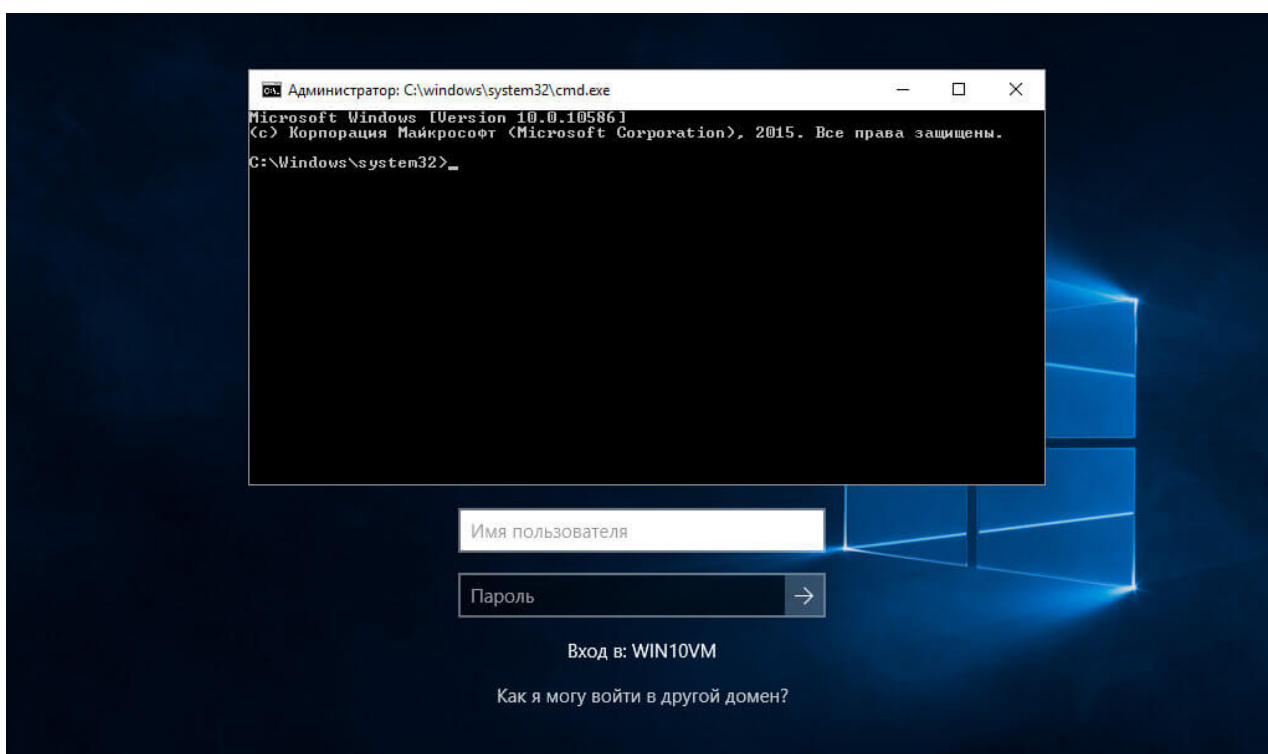 Администратор: C:\windows\system32\cmd.exe
Microsoft Windows [Version 10.0.10586]
(c) Корпорация Майкрософт (Microsoft Corporation), 2015. Все права защищены.
C:\Windows\system32>_
Имя пользователя
Пароль
Вход в: WIN10VM
Как я могу войти в другой домен?